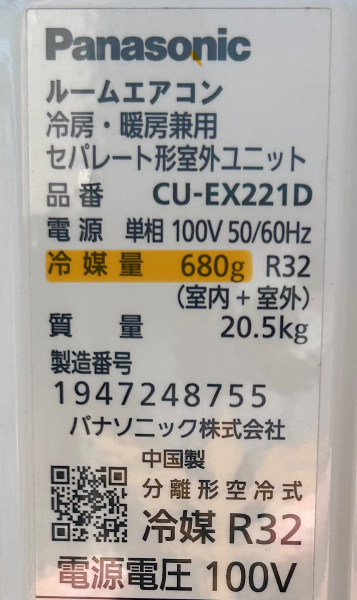 Panasonic
ルームエアコン
冷房・暖房兼用
セパレート形室外ユニット
品番 CU-EX221D
電源 単相 100V 50/60Hz
冷媒量 680g R32
(室内+室外)
質量 20.5kg
製造番号
1947248755
パナソニック株式会社
中国製
分離形空冷式
冷媒 R32
電源電圧 100V